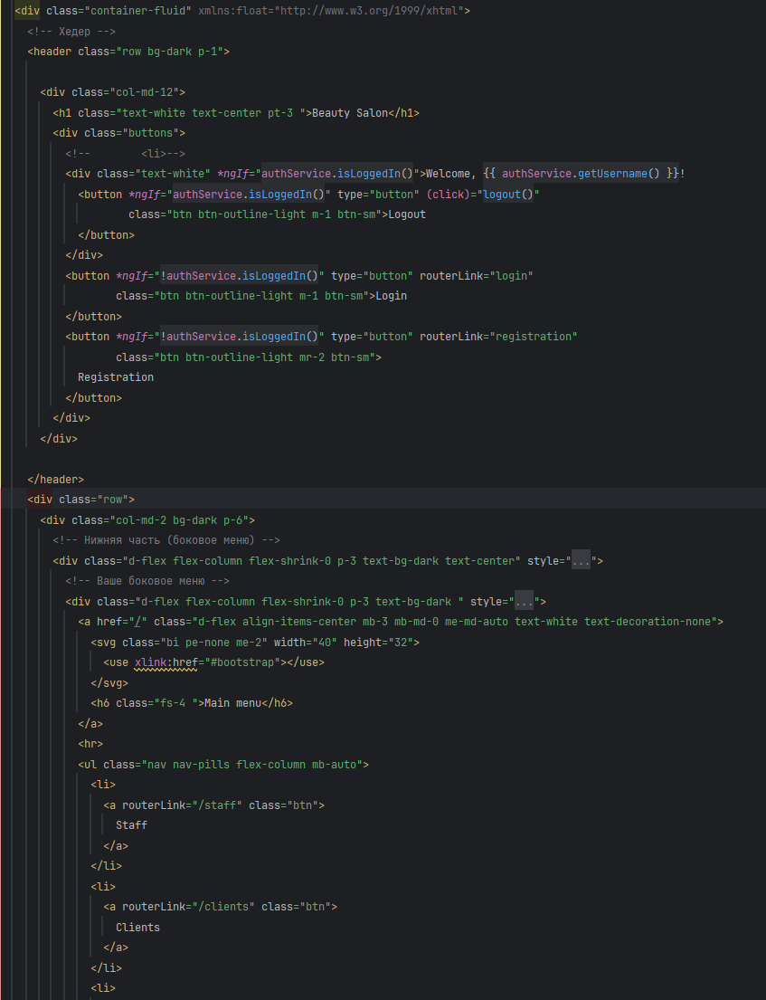 <div class="container-fluid" xmlns:float="http://www.w3.org/1999/xhtml">
<!-- Хедер -->
<header class="row bg-dark p-1">
<div class="col-md-12">
<h1 class="text-white text-center pt-3 ">Beauty Salon</h1>
<div class="buttons">
<!--        <li>-->
<div class="text-white" *ngIf="authService.isLoggedIn()">Welcome, {{ authService.getUsername() }}!
<button *ngIf="authService.isLoggedIn()" type="button" (click)="logout()"
class="btn btn-outline-light m-1 btn-sm">Logout
</button>
</div>
<button *ngIf="!authService.isLoggedIn()" type="button" routerLink="login"
class="btn btn-outline-light m-1 btn-sm">Login
</button>
<button *ngIf="!authService.isLoggedIn()" type="button" routerLink="registration"
class="btn btn-outline-light mr-2 btn-sm">
Registration
</button>
</div>
</div>
</header>
<div class="row">
<div class="col-md-2 bg-dark p-6">
<!-- Нижняя часть (боковое меню) -->
<div class="d-flex flex-column flex-shrink-0 p-3 text-bg-dark text-center" style="...">
<!-- Ваше боковое меню -->
<div class="d-flex flex-column flex-shrink-0 p-3 text-bg-dark " style="...">
<a href="/" class="d-flex align-items-center mb-3 mb-md-0 me-md-auto text-white text-decoration-none">
<svg class="bi pe-none me-2" width="40" height="32">
<use xlink:href="#bootstrap"></use>
</svg>
<h6 class="fs-4 ">Main menu</h6>
</a>
<hr>
<ul class="nav nav-pills flex-column mb-auto">
<li>
<a routerLink="/staff" class="btn">
Staff
</a>
</li>
<li>
<a routerLink="/clients" class="btn">
Clients
</a>
</li>
<li>